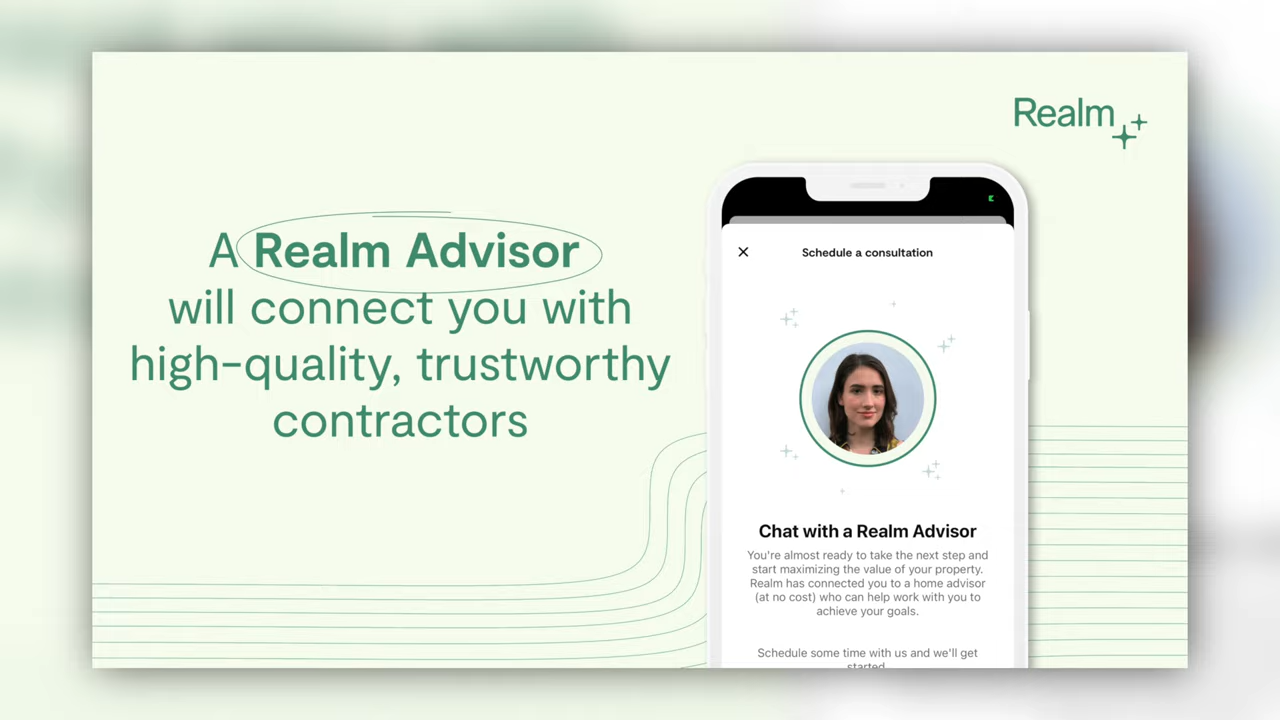 Realm
A Realm Advisor
will connect you with
high-quality, trustworthy
contractors
Schedule a consultation
Chat with a Realm Advisor
You're almost ready to take the next step and
start maximizing the value of your property.
Realm has connected you to a home advisor
(at no cost) who can help work with you to
achieve your goals.
Schedule some time with us and we'll get
started